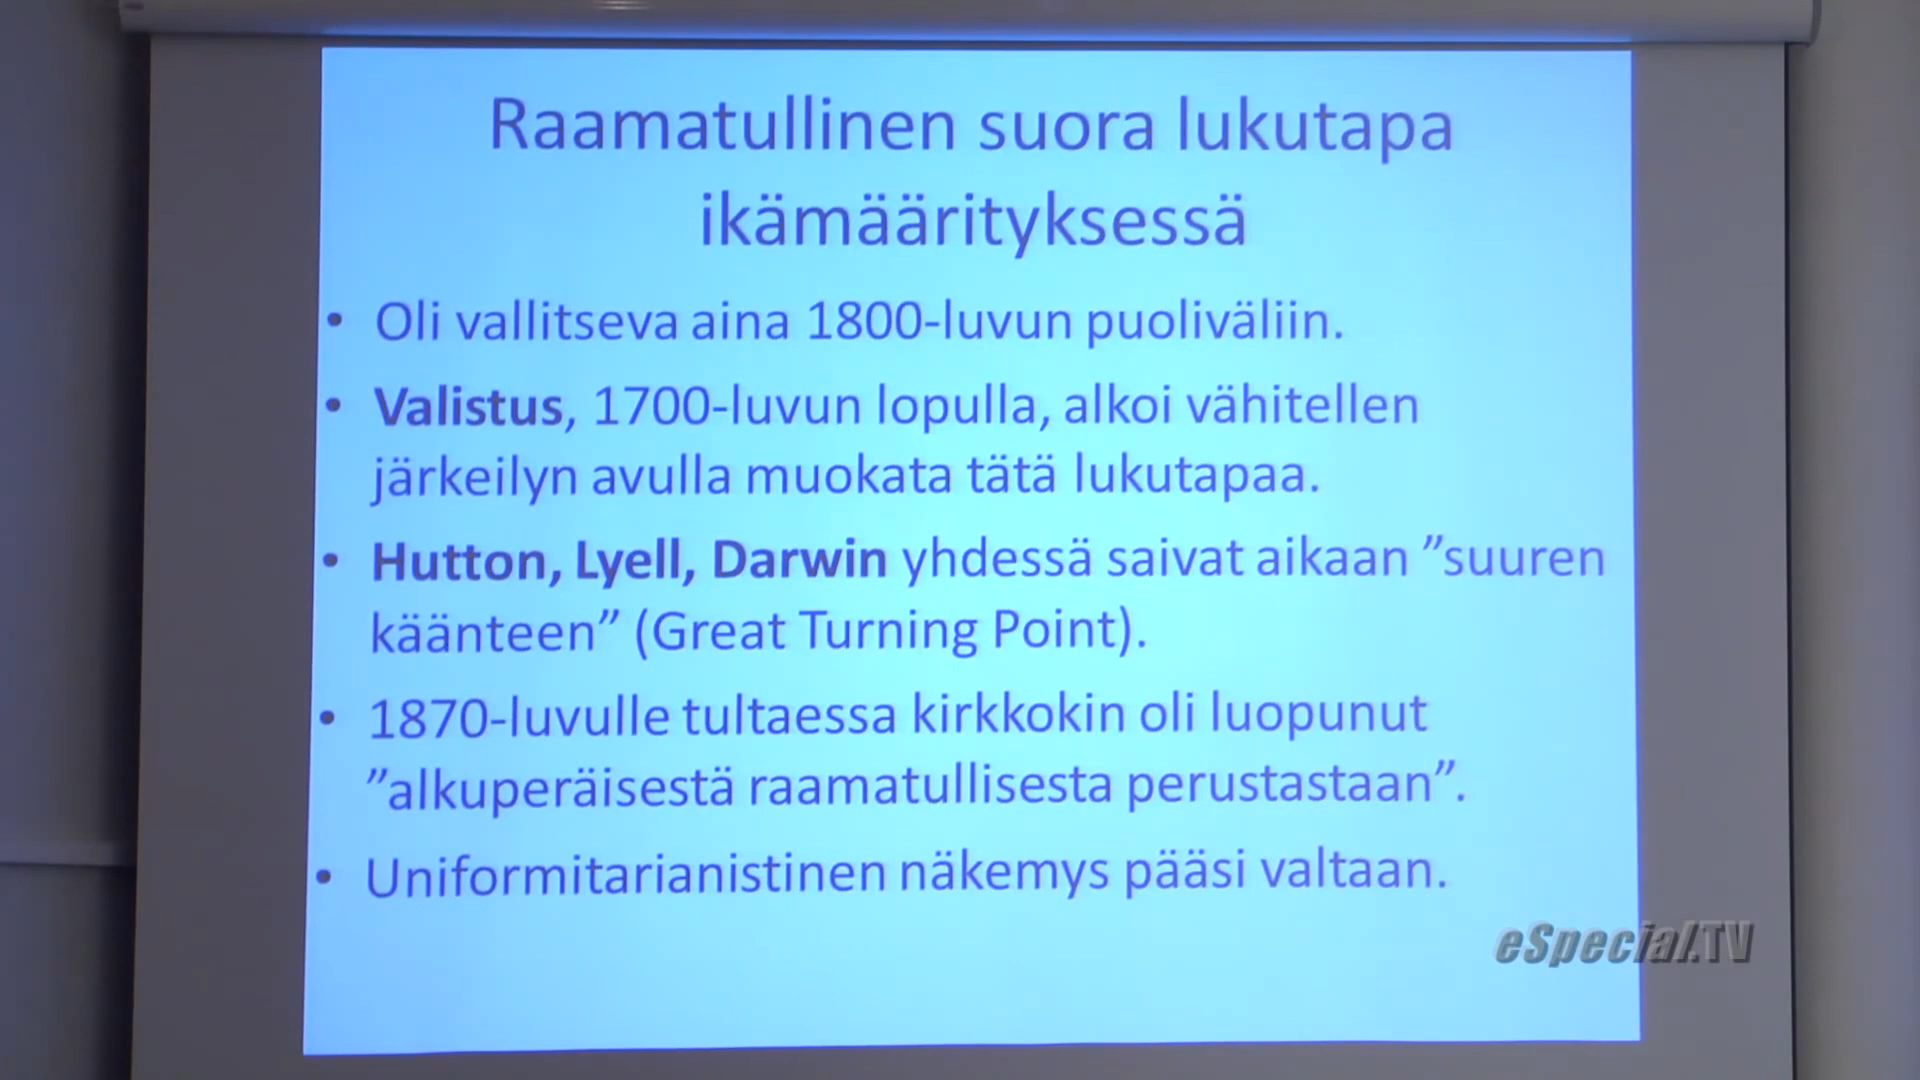 Raamatullinen suora lukutapa
ikämäärityksessä
• Oli vallitseva aina 1800-luvun puoliväliin.
• Valistus, 1700-luvun lopulla, alkoi vähitellen
järkeilyn avulla muokata tätä lukutapaa.
• Hutton, Lyell, Darwin yhdessä saivat aikaan ”suuren
käänteen” (Great Turning Point).
• 1870-luvulle tultaessa kirkkokin oli luopunut
”alkuperäisestä raamatullisesta perustastaan”.
• Uniformitarianistinen näkemys pääsi valtaan.
eSpecial.TV